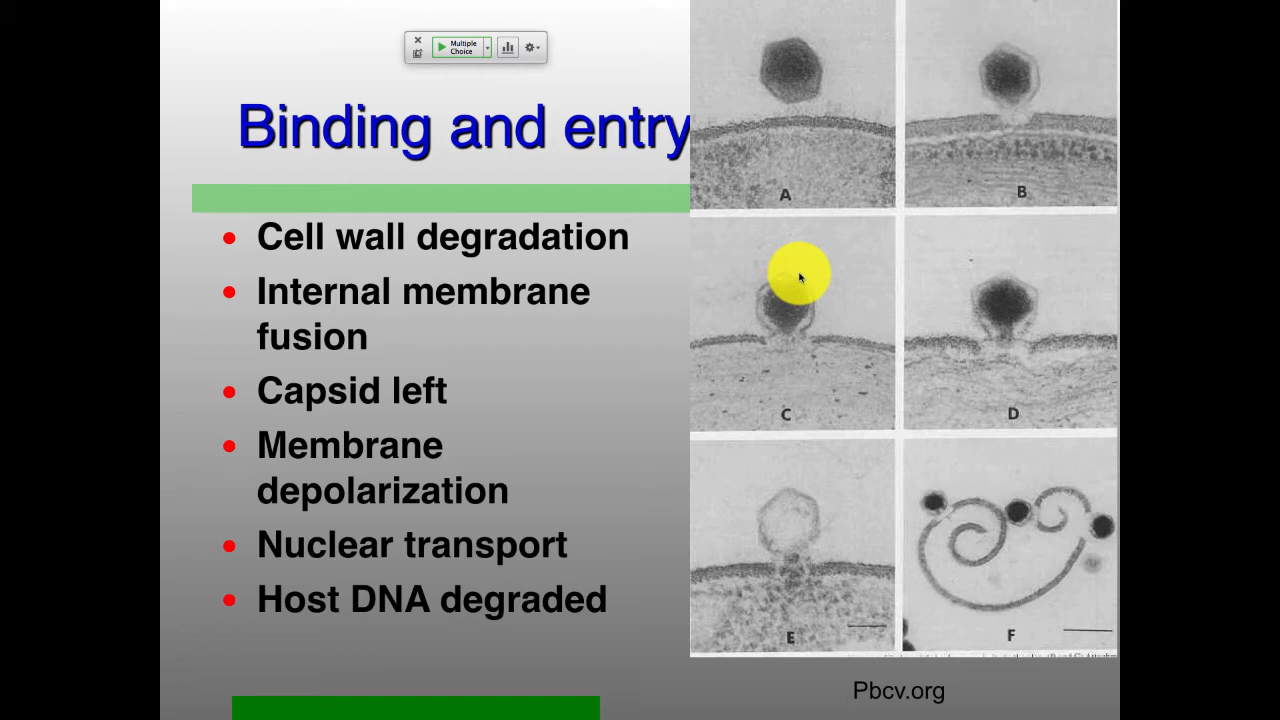 Multiple
Choice
Binding and entry
Cell wall degradation
Internal membrane
fusion
Capsid left
Membrane
depolarization
Nuclear transport
Host DNA degraded
A
B
C
D
E
F
Pbcv.org